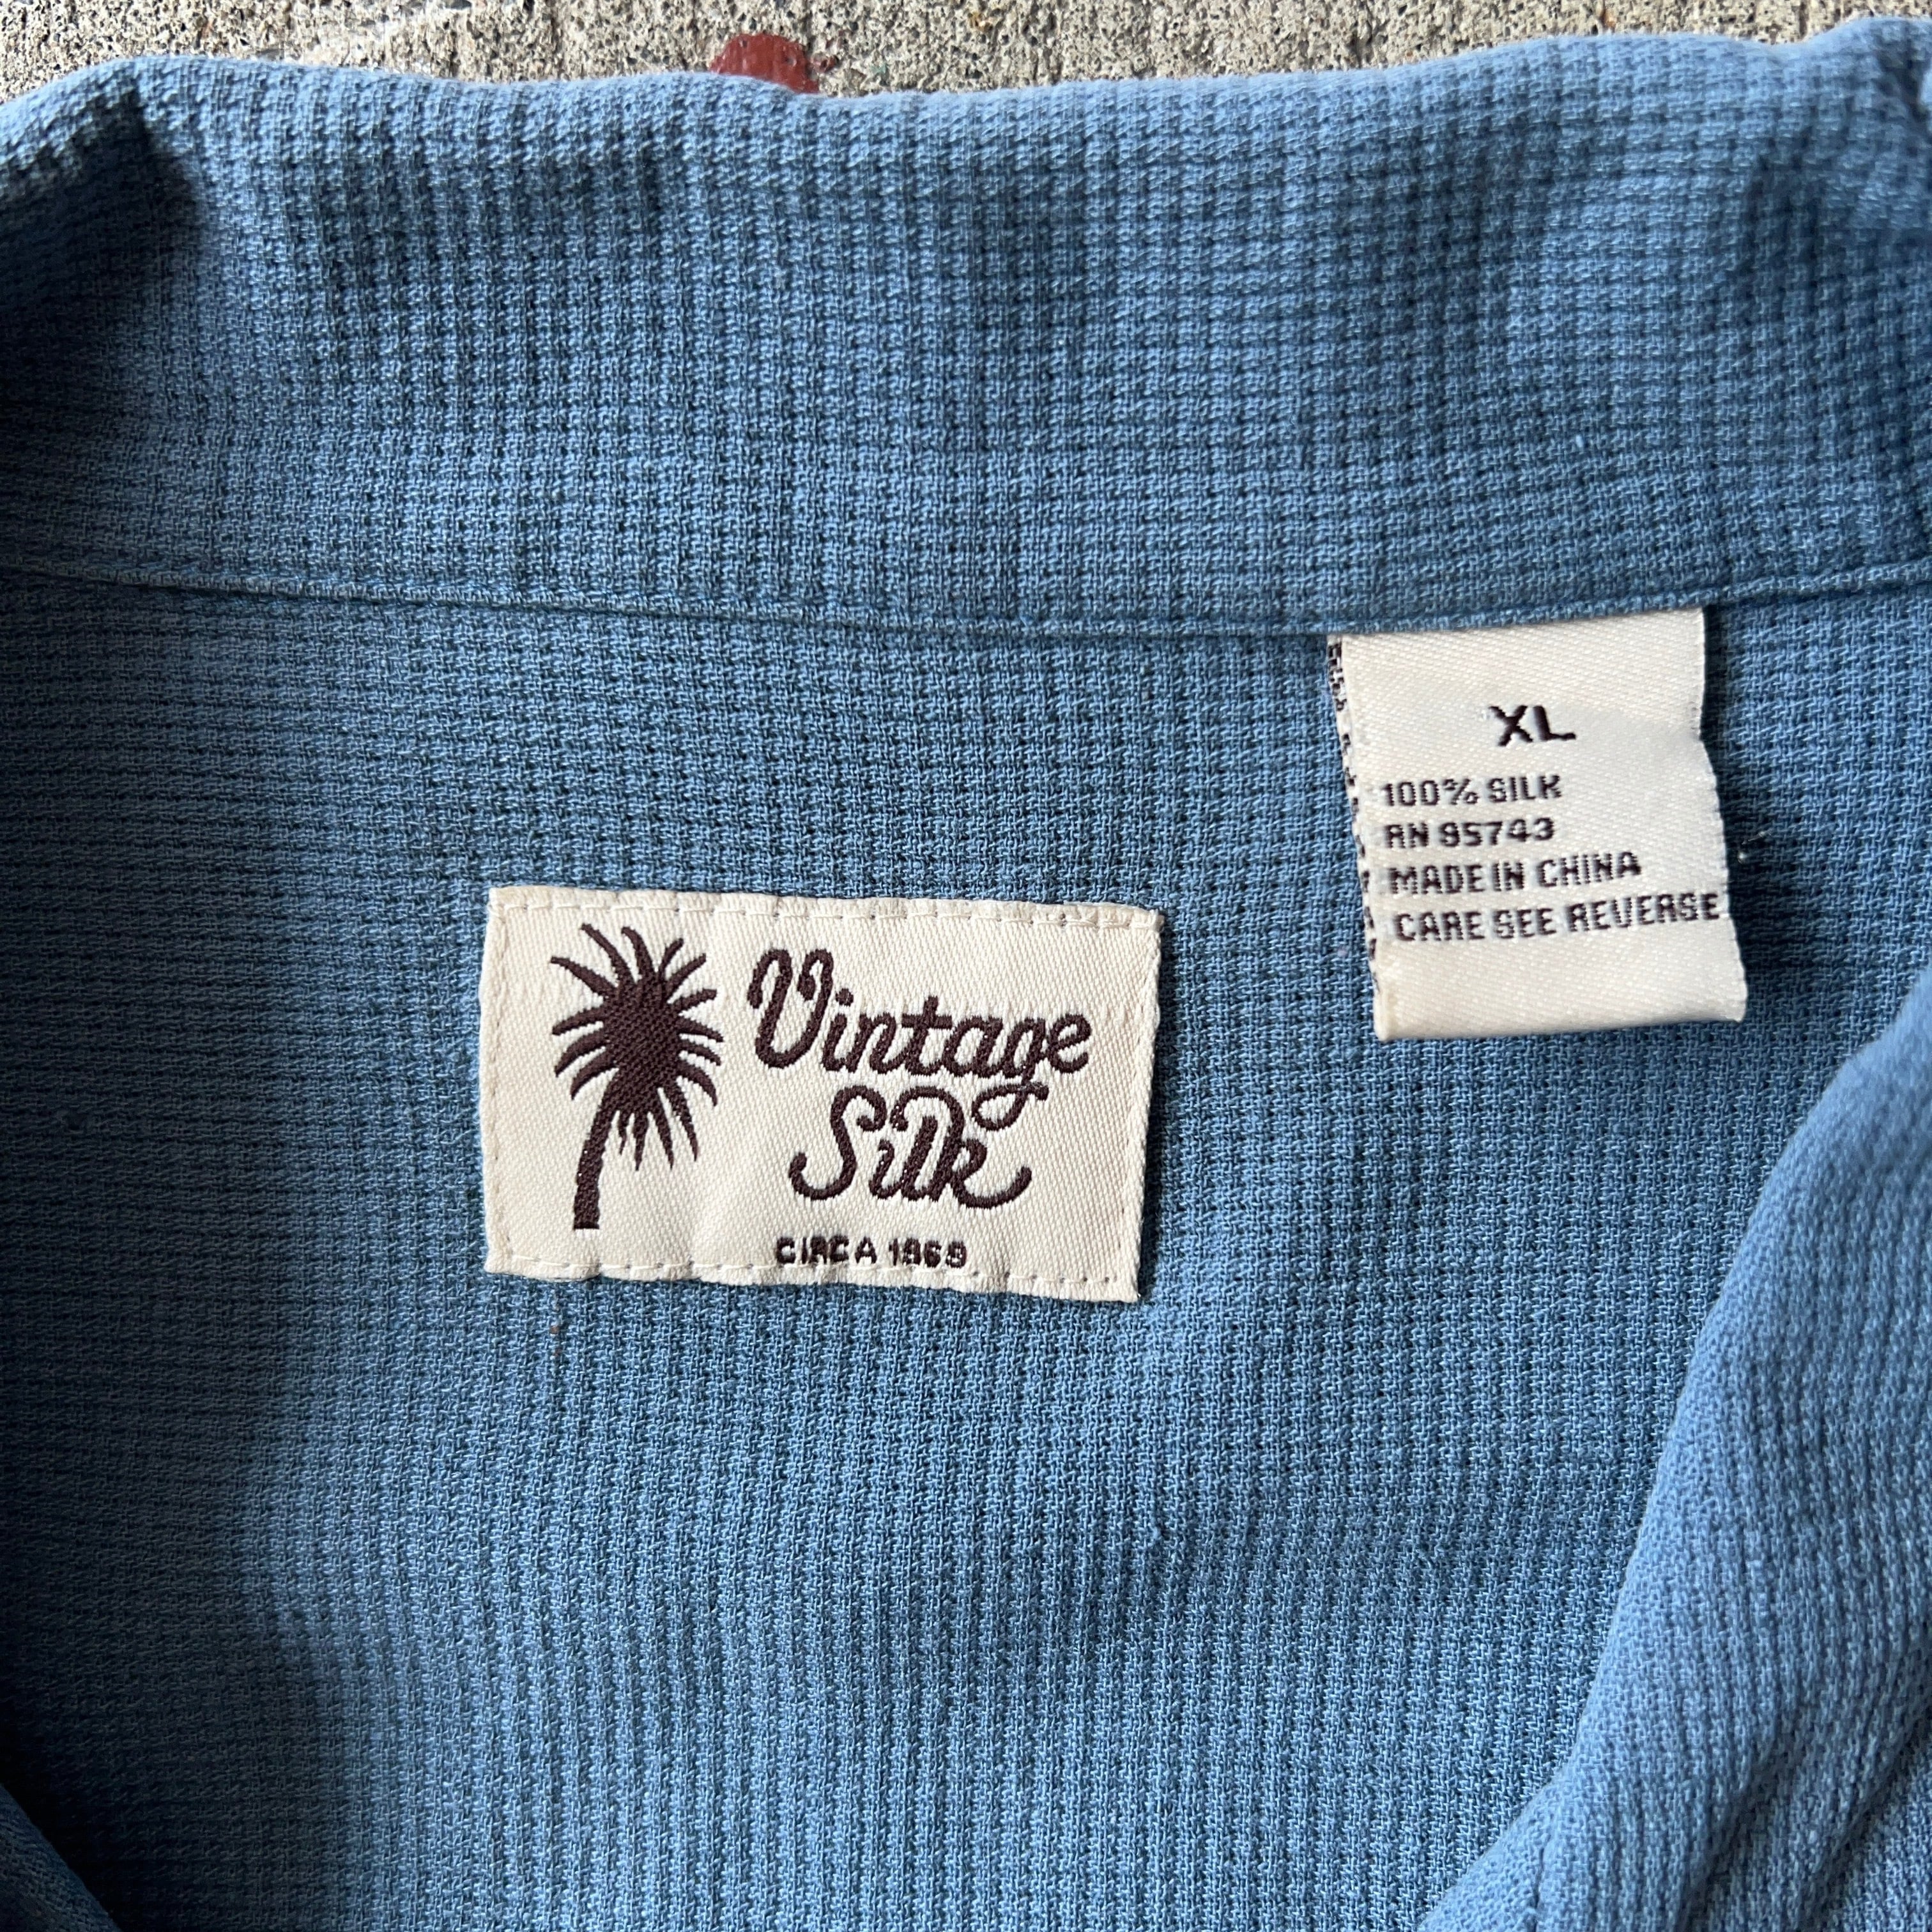 Vintage
Silk
CIRCA 1969
XL
100% SILK
RN 95743
MADE IN CHINA
CARE SEE REVERSE